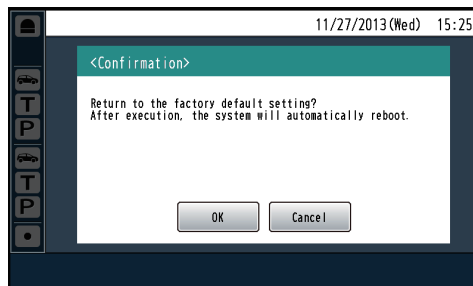 11/27/2013(Wed) 15:25
<Confirmation>
Return to the factory default setting?
After execution, the system will automatically reboot.
T
P
T
P
OK Cancel